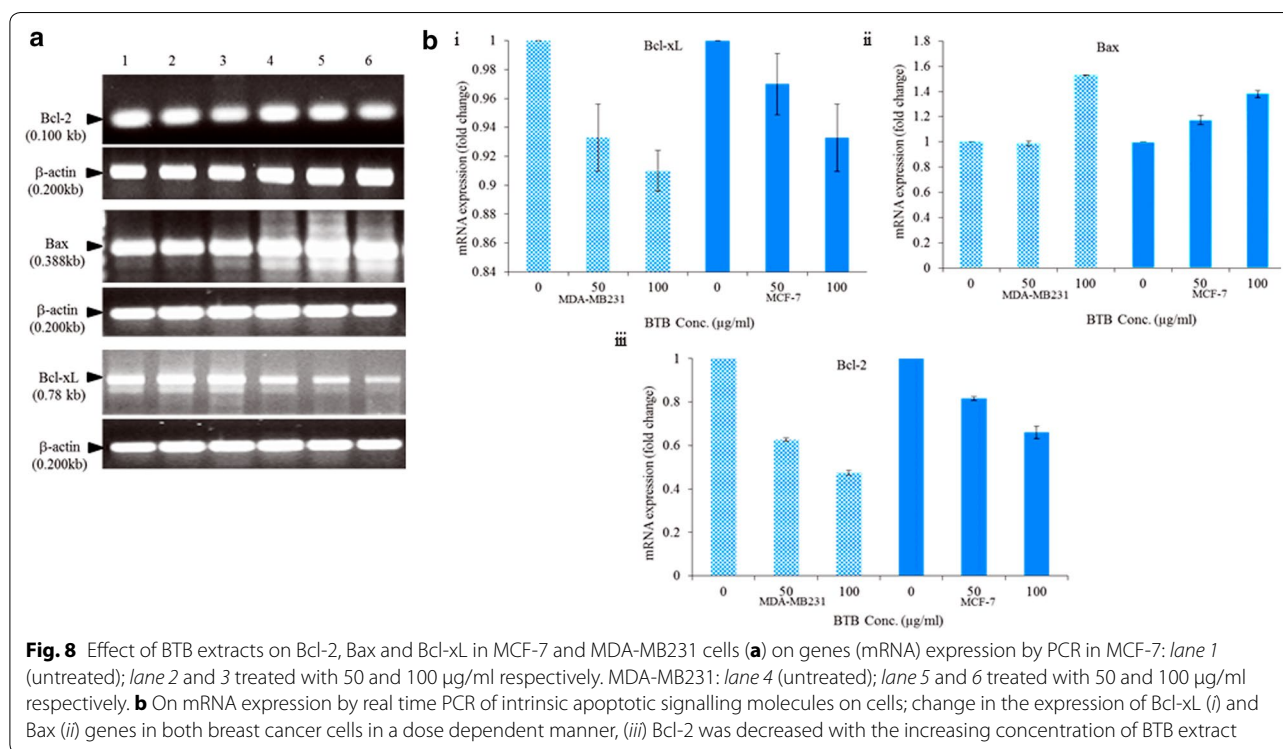 a
1 2 3 4 5 6
Bcl-2
(0.100 kb)
β-actin
(0.200kb)
Bax
(0.388kb)
β-actin
(0.200kb)
Bcl-xL
(0.78 kb)
β-actin
(0.200kb)
b
i
Bcl-xL
mRNA expression (fold change)
1
0.98
0.96
0.94
0.92
0.9
0.88
0.86
0.84
0 50 100 0 50 100
MDA-MB231 MCF-7
BTB Conc. (µg/ml)
ii
Bax
mRNA expression (fold change)
1.8
1.6
1.4
1.2
1
0.8
0.6
0.4
0.2
0
0 50 100 0 50 100
MDA-MB231 MCF-7
BTB Conc. (µg/ml)
iii
Bcl-2
mRNA expression (fold change)
1
0.8
0.6
0.4
0.2
0
0 50 100 0 50 100
MDA-MB231 MCF-7
BTB Conc. (µg/ml)
Fig. 8 Effect of BTB extracts on Bcl-2, Bax and Bcl-xL in MCF-7 and MDA-MB231 cells (a) on genes (mRNA) expression by PCR in MCF-7: lane 1
(untreated); lane 2 and 3 treated with 50 and 100 µg/ml respectively. MDA-MB231: lane 4 (untreated); lane 5 and 6 treated with 50 and 100 µg/ml
respectively. b On mRNA expression by real time PCR of intrinsic apoptotic signalling molecules on cells; change in the expression of Bcl-xL (i) and
Bax (ii) genes in both breast cancer cells in a dose dependent manner, (iii) Bcl-2 was decreased with the increasing concentration of BTB extract